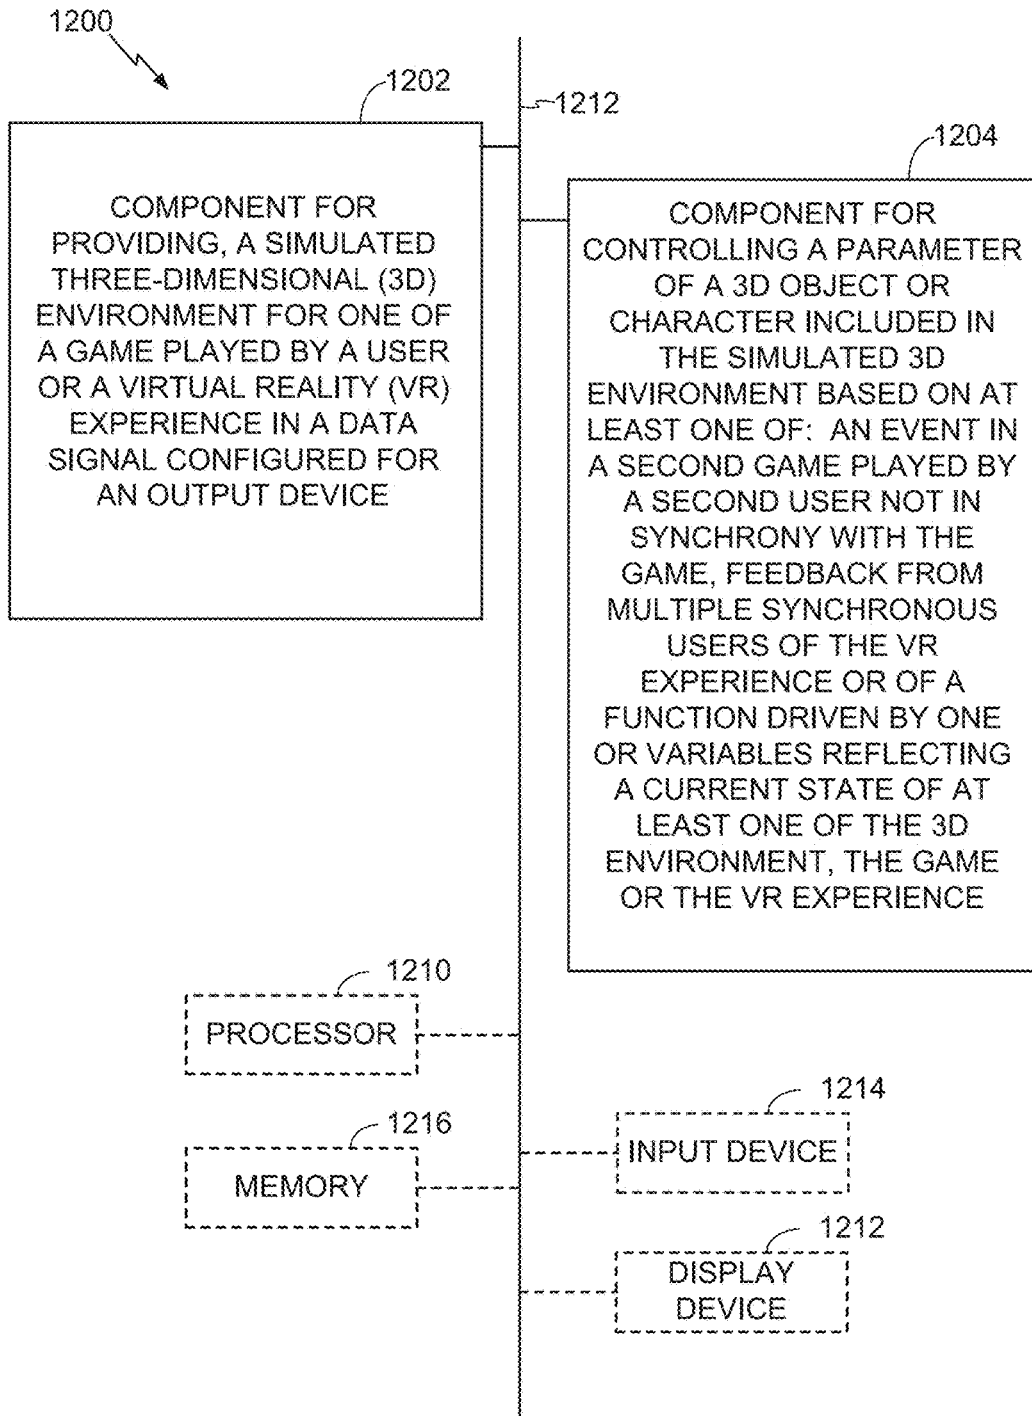 1200
1202
1212
1204
COMPONENT FOR
PROVIDING, A SIMULATED
THREE-DIMENSIONAL (3D)
ENVIRONMENT FOR ONE OF
A GAME PLAYED BY A USER
OR A VIRTUAL REALITY (VR)
EXPERIENCE IN A DATA
SIGNAL CONFIGURED FOR
AN OUTPUT DEVICE
COMPONENT FOR
CONTROLLING A PARAMETER
OF A 3D OBJECT OR
CHARACTER INCLUDED IN
THE SIMULATED 3D
ENVIRONMENT BASED ON AT
LEAST ONE OF: AN EVENT IN
A SECOND GAME PLAYED BY
A SECOND USER NOT IN
SYNCHRONY WITH THE
GAME, FEEDBACK FROM
MULTIPLE SYNCHRONOUS
USERS OF THE VR
EXPERIENCE OR OF A
FUNCTION DRIVEN BY ONE
OR VARIABLES REFLECTING
A CURRENT STATE OF AT
LEAST ONE OF THE 3D
ENVIRONMENT, THE GAME
OR THE VR EXPERIENCE
1210
PROCESSOR
1216
MEMORY
1214
INPUT DEVICE
1212
DISPLAY
DEVICE